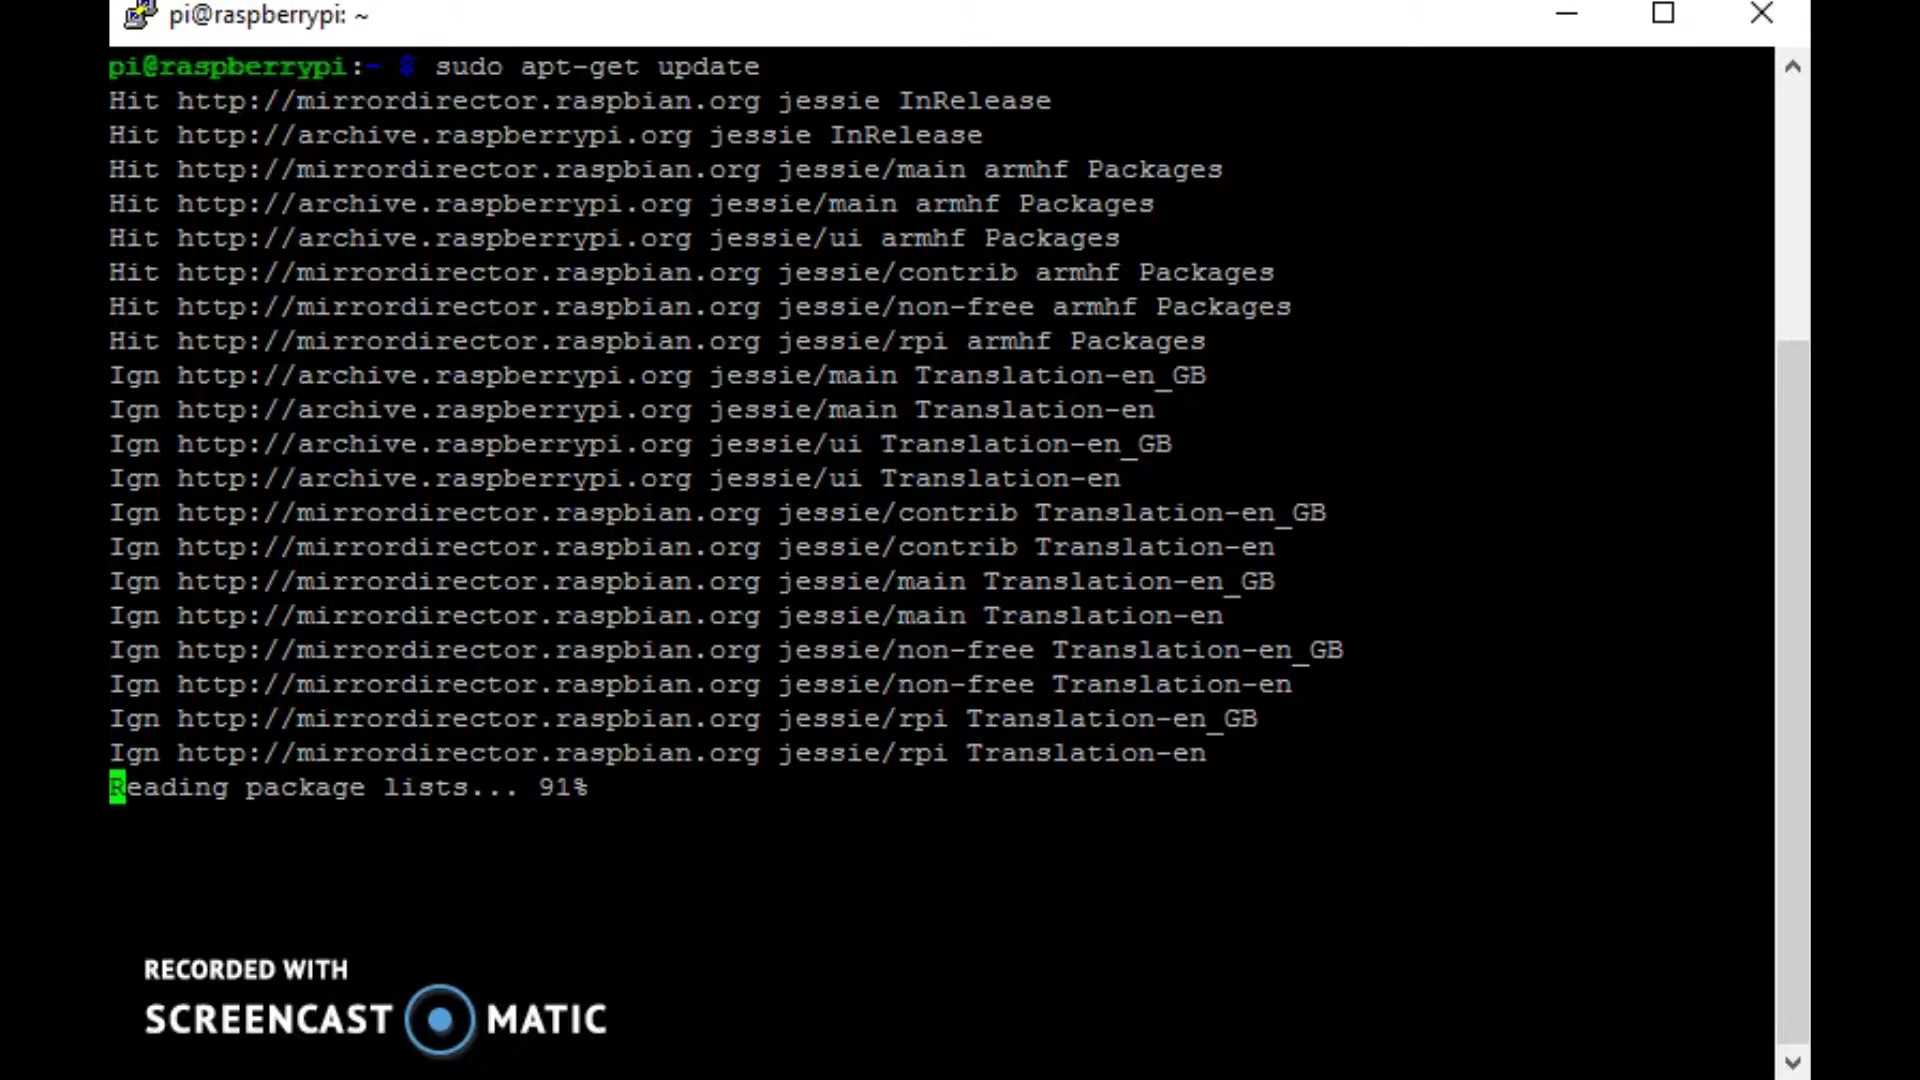 pi@raspberrypi: ~
pi@raspberrypi:~ $ sudo apt-get update
Hit http://mirrordirector.raspbian.org jessie InRelease
Hit http://archive.raspberrypi.org jessie InRelease
Hit http://mirrordirector.raspbian.org jessie/main armhf Packages
Hit http://archive.raspberrypi.org jessie/main armhf Packages
Hit http://archive.raspberrypi.org jessie/ui armhf Packages
Hit http://mirrordirector.raspbian.org jessie/contrib armhf Packages
Hit http://mirrordirector.raspbian.org jessie/non-free armhf Packages
Hit http://mirrordirector.raspbian.org jessie/rpi armhf Packages
Ign http://archive.raspberrypi.org jessie/main Translation-en_GB
Ign http://archive.raspberrypi.org jessie/main Translation-en
Ign http://archive.raspberrypi.org jessie/ui Translation-en_GB
Ign http://archive.raspberrypi.org jessie/ui Translation-en
Ign http://mirrordirector.raspbian.org jessie/contrib Translation-en_GB
Ign http://mirrordirector.raspbian.org jessie/contrib Translation-en
Ign http://mirrordirector.raspbian.org jessie/main Translation-en_GB
Ign http://mirrordirector.raspbian.org jessie/main Translation-en
Ign http://mirrordirector.raspbian.org jessie/non-free Translation-en_GB
Ign http://mirrordirector.raspbian.org jessie/non-free Translation-en
Ign http://mirrordirector.raspbian.org jessie/rpi Translation-en_GB
Ign http://mirrordirector.raspbian.org jessie/rpi Translation-en
Reading package lists... 91%
RECORDED WITH
SCREENCAST MATIC